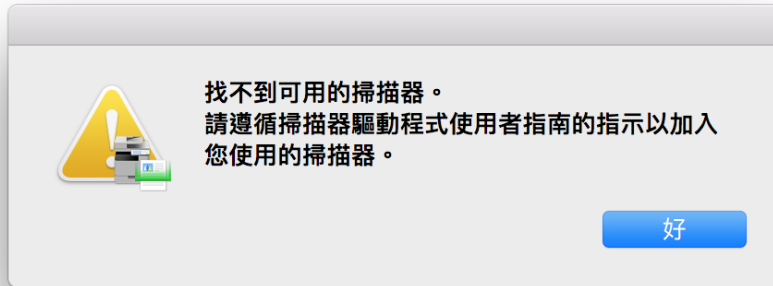 找不到可用的掃描器。
請遵循掃描器驅動程式使用者指南的指示以加入
您使用的掃描器。
好